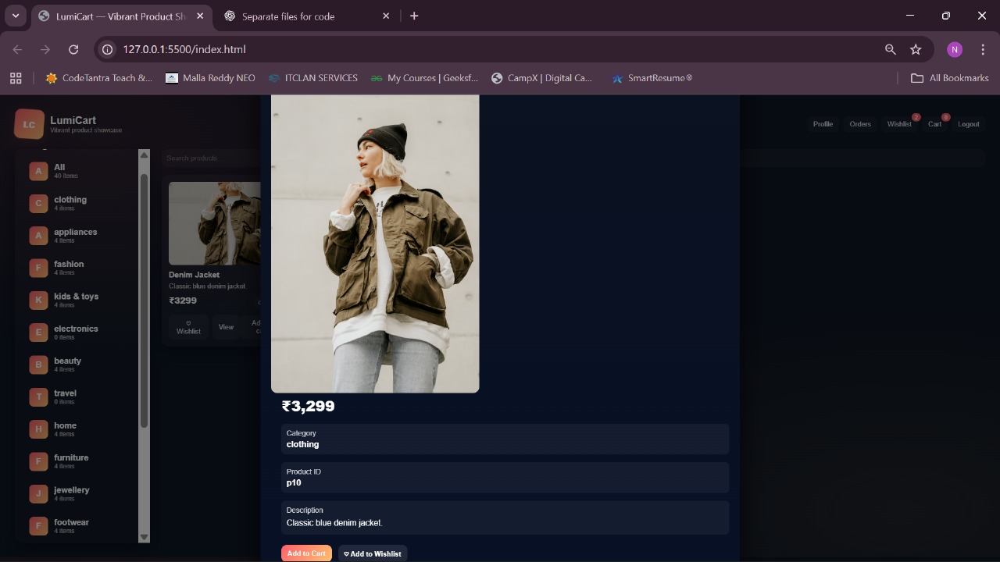 LumiCart — Vibrant Product Sh
Separate files for code
127.0.0.1:5500/index.html
N
CodeTantra Teach &...
Malla Reddy NEO
ITCLAN SERVICES
My Courses | Geeksf...
CampX | Digital Ca...
SmartResume®
All Bookmarks
Lc
LumiCart
Vibrant product showcase
Profile
Orders
Wishlist
2
Cart
Logout
Search products...
A
All
40 items
C
clothing
4 items
A
appliances
4 items
F
fashion
4 items
K
kids & toys
4 items
E
electronics
0 items
B
beauty
4 items
T
travel
0 items
H
home
4 items
F
furniture
4 items
J
jewellery
4 items
F
footwear
4 items
Denim Jacket
Classic blue denim jacket.
₹3299
♡
Wishlist
View
Ad
₹3,299
Category
clothing
Product ID
p10
Description
Classic blue denim jacket.
Add to Cart
♡ Add to Wishlist